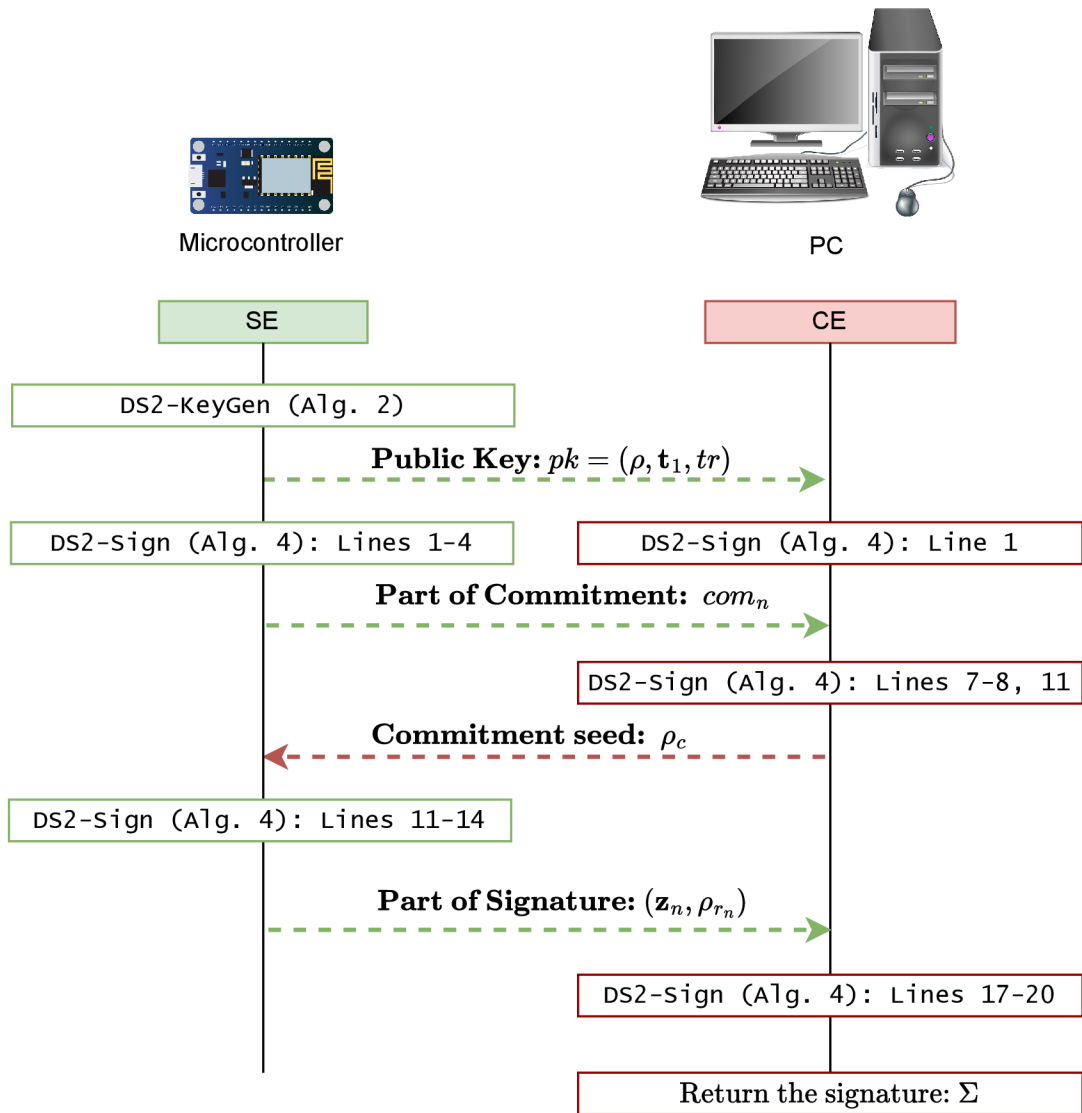 Microcontroller
PC
SE
CE
DS2-KeyGen (Alg. 2)
Public Key: pk = (ρ, t₁, tr)
DS2-Sign (Alg. 4): Lines 1-4
DS2-Sign (Alg. 4): Line 1
Part of Commitment: comₙ
DS2-Sign (Alg. 4): Lines 7-8, 11
Commitment seed: ρ_c
DS2-Sign (Alg. 4): Lines 11-14
Part of Signature: (zₙ, ρ_{rₙ})
DS2-Sign (Alg. 4): Lines 17-20
Return the signature: Σ